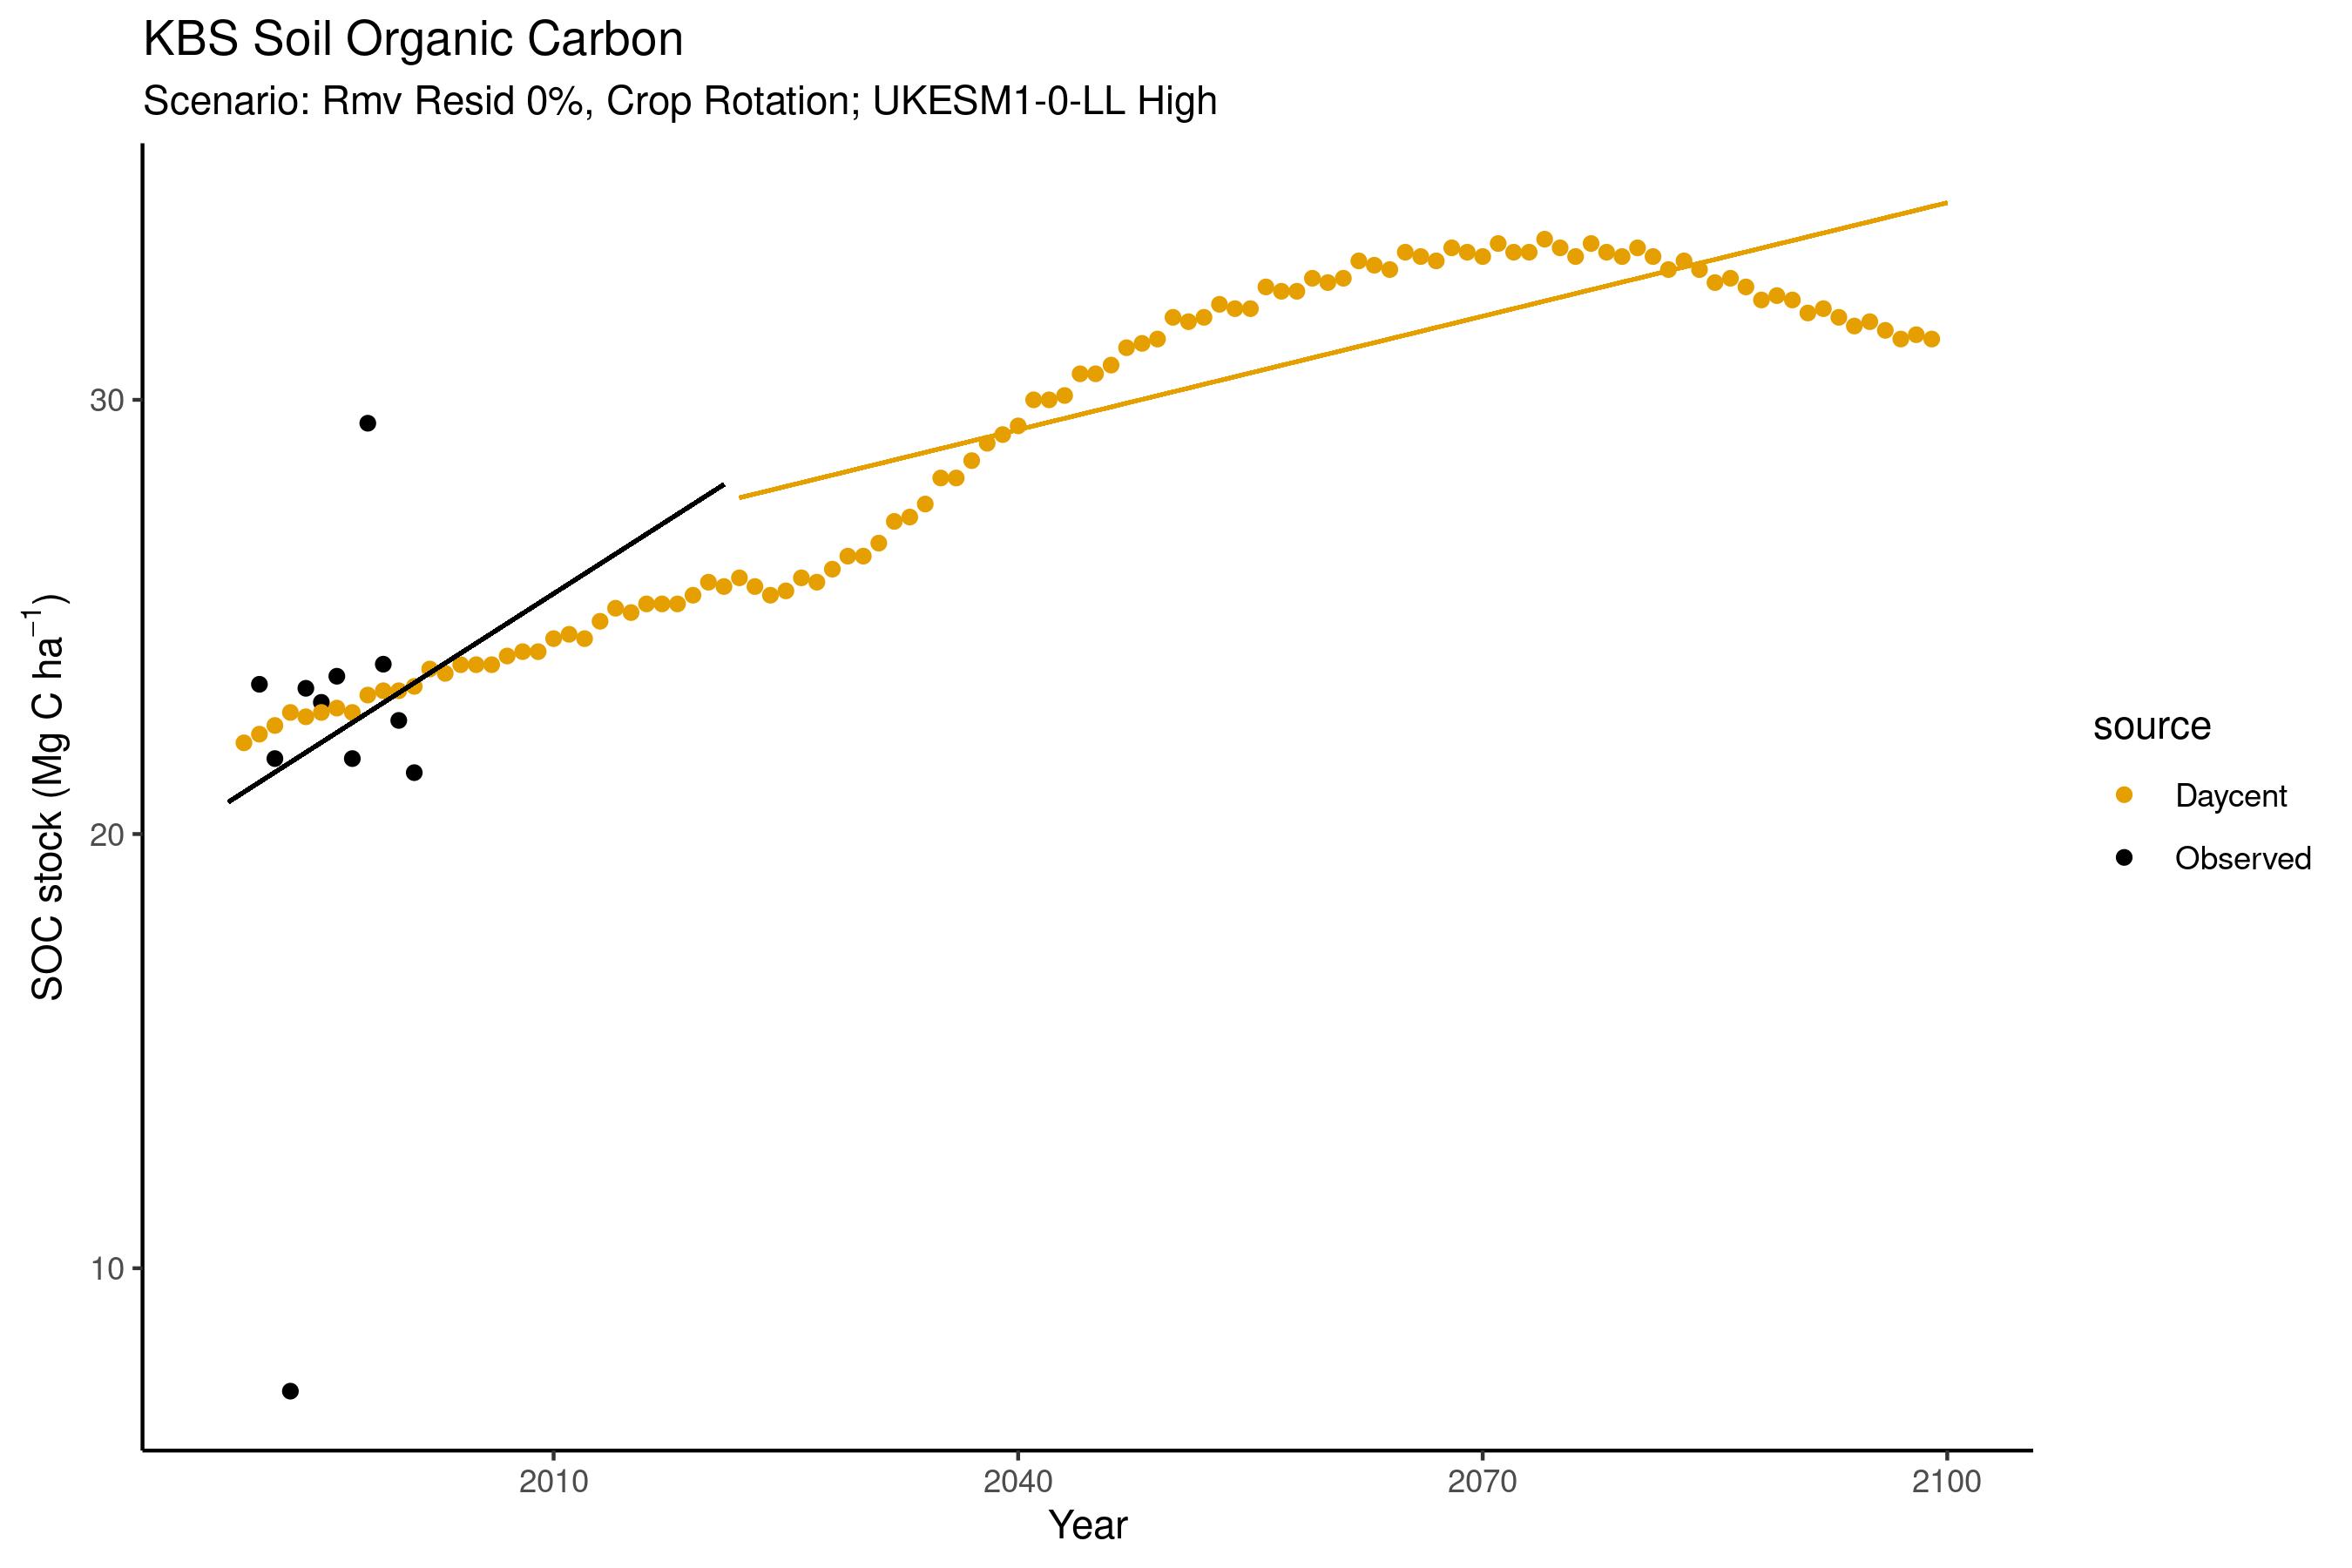 KBS Soil Organic Carbon
Scenario: Rmv Resid 0%, Crop Rotation; UKESM1-0-LL High
SOC stock (Mg C ha⁻¹)
30
20
10
2010 2040 2070 2100
Year
source
Daycent
Observed